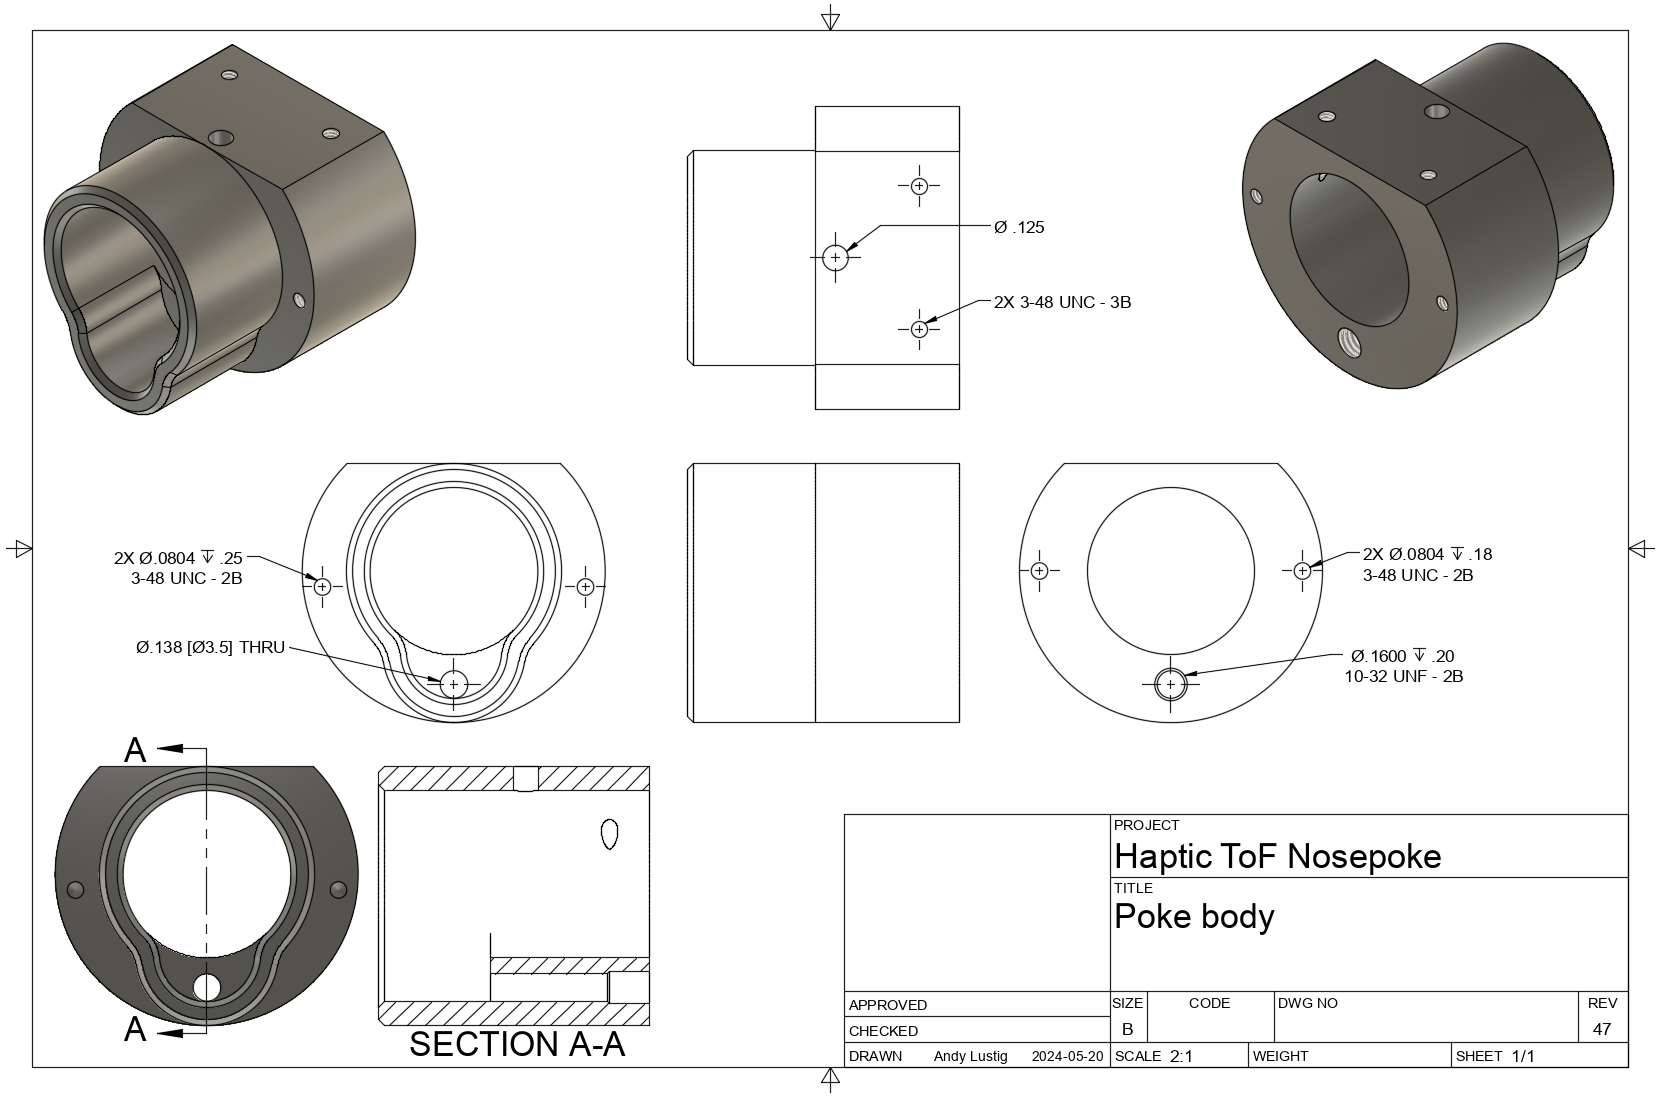 Ø .125
2X 3-48 UNC - 3B
2X Ø.0804 ↧ .25
3-48 UNC - 2B
Ø.138 [Ø3.5] THRU
2X Ø.0804 ↧ .18
3-48 UNC - 2B
Ø.1600 ↧ .20
10-32 UNF - 2B
A
A
SECTION A-A
PROJECT
Haptic ToF Nosepoke
TITLE
Poke body
APPROVED
CHECKED
DRAWN Andy Lustig 2024-05-20
SIZE CODE DWG NO REV
B 47
SCALE 2:1 WEIGHT SHEET 1/1